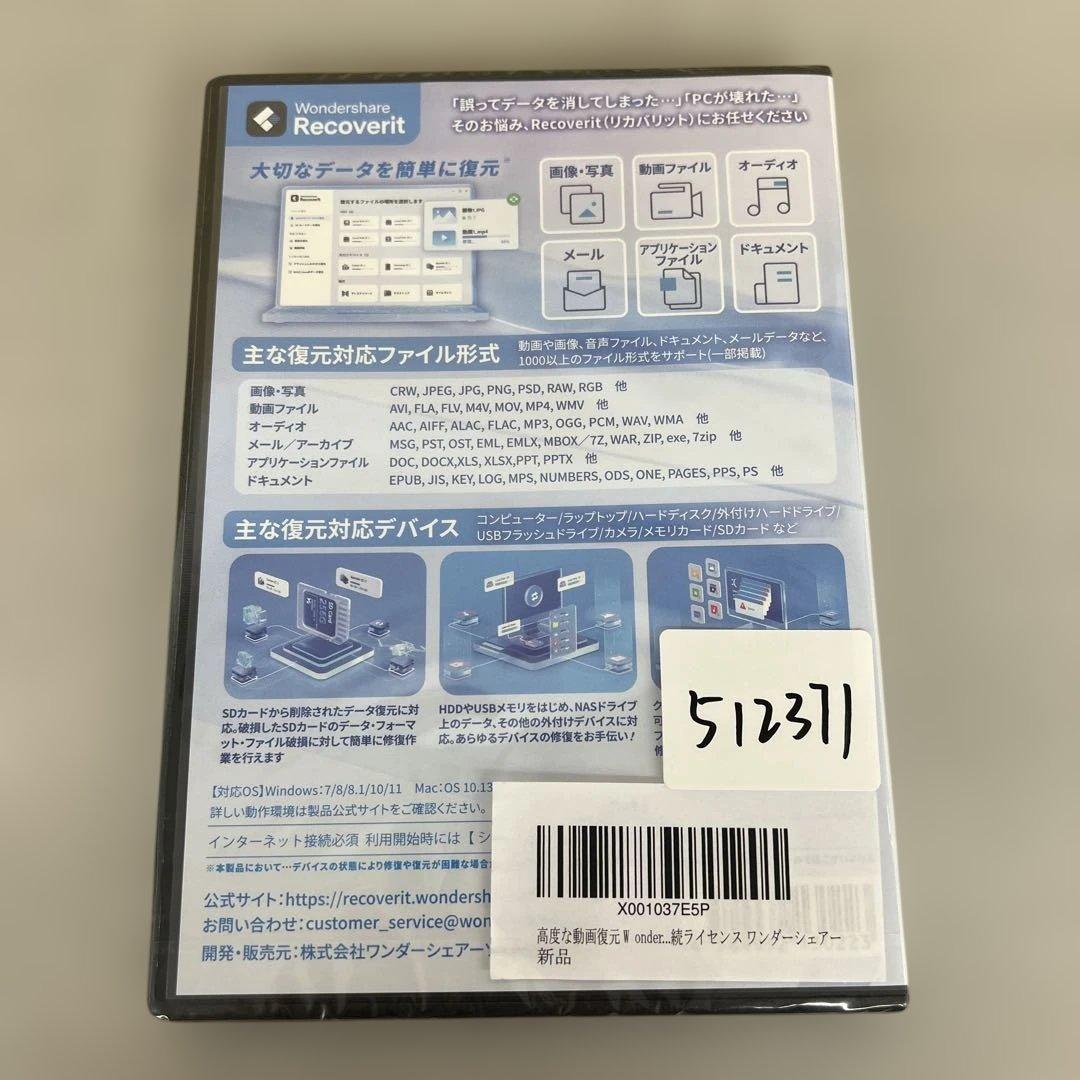 Wondershare
Recoverit
「誤ってデータを消してしまった…」「PCが壊れた…」
そのお悩み、Recoverit（リカバリット）にお任せください
大切なデータを簡単に復元※
復元するファイルの場所を選択します
画像・写真
動画ファイル
オーディオ
メール
アプリケーション
ファイル
ドキュメント
主な復元対応ファイル形式
動画や画像、音声ファイル、ドキュメント、メールデータなど、
1000以上のファイル形式をサポート(一部掲載)
画像・写真 CRW, JPEG, JPG, PNG, PSD, RAW, RGB 他
動画ファイル AVI, FLA, FLV, M4V, MOV, MP4, WMV 他
オーディオ AAC, AIFF, ALAC, FLAC, MP3, OGG, PCM, WAV, WMA 他
メール／アーカイブ MSG, PST, OST, EML, EMLX, MBOX／7Z, WAR, ZIP, exe, 7zip 他
アプリケーションファイル DOC, DOCX,XLS, XLSX,PPT, PPTX 他
ドキュメント EPUB, JIS, KEY, LOG, MPS, NUMBERS, ODS, ONE, PAGES, PPS, PS 他
主な復元対応デバイス
コンピューター/ラップトップ/ハードディスク/外付けハードドライブ/
USBフラッシュドライブ/カメラ/メモリカード/SDカード など
SD Card
256G
SDカードから削除されたデータ復元に対
応。破損したSDカードのデータ・フォーマ
ット・ファイル破損に対して簡単に修復作
業を行えます
HDDやUSBメモリをはじめ、NASドライブ
上のデータ、その他の外付けデバイスに対
応。あらゆるデバイスの修復をお手伝い！
512371
【対応OS】Windows：7/8/8.1/10/11 Mac：OS 10.13
詳しい動作環境は製品公式サイトをご確認ください。
インターネット接続必須 利用開始時には【シ
※本製品において…デバイスの状態により修復や復元が困難な場合
公式サイト：https://recoverit.wondersh
お問い合わせ：customer_service@won
開発・販売元：株式会社ワンダーシェアー
X001037E5P
高度な動画復元 W onder...続ライセンス ワンダーシェアー
新品